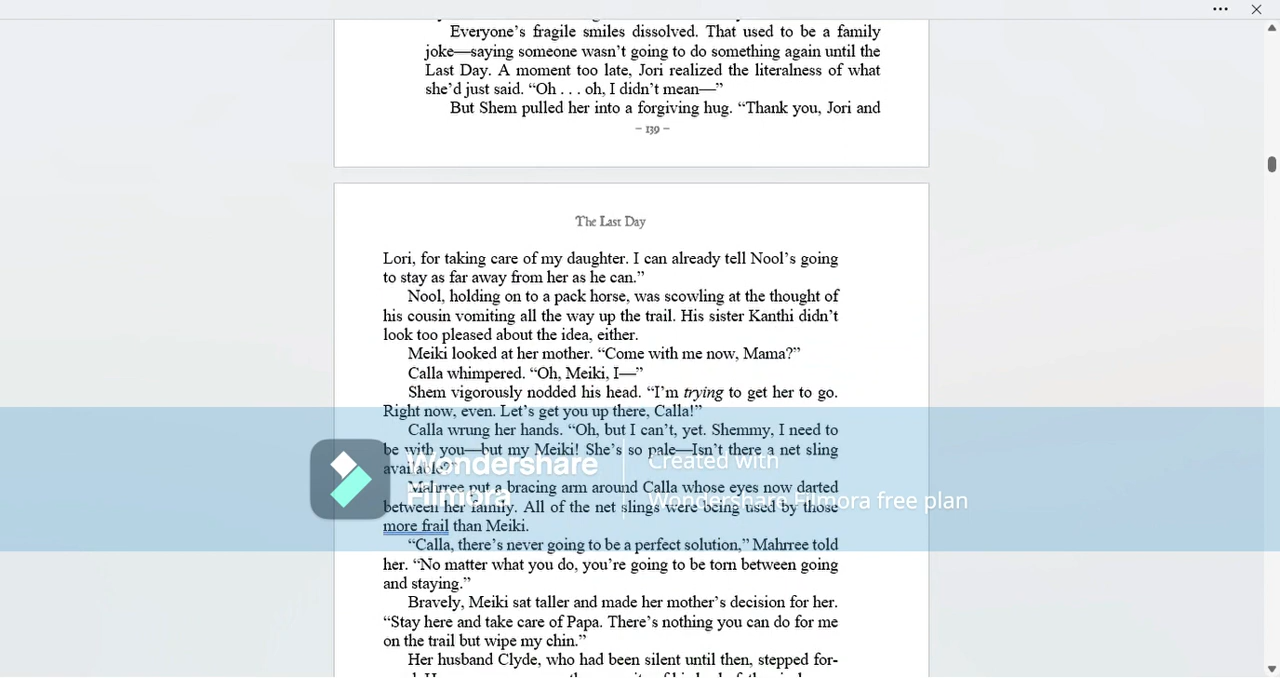 Everyone’s fragile smiles dissolved. That used to be a family
joke—saying someone wasn’t going to do something again until the
Last Day. A moment too late, Jori realized the literalness of what
she’d just said. “Oh . . . oh, I didn’t mean—”
But Shem pulled her into a forgiving hug. “Thank you, Jori and
– 139 –
The Last Day
Lori, for taking care of my daughter. I can already tell Nool’s going
to stay as far away from her as he can.”
Nool, holding on to a pack horse, was scowling at the thought of
his cousin vomiting all the way up the trail. His sister Kanthi didn’t
look too pleased about the idea, either.
Meiki looked at her mother. “Come with me now, Mama?”
Calla whimpered. “Oh, Meiki, I—”
Shem vigorously nodded his head. “I’m trying to get her to go.
Right now, even. Let’s get you up there, Calla!”
Calla wrung her hands. “Oh, but I can’t, yet. Shemmy, I need to
be with you—but my Meiki! She’s so pale—Isn’t there a net sling
available?”
Wondershare
Filmora
Created with
Wondershare Filmora free plan
Mahrree put a bracing arm around Calla whose eyes now darted
between her family. All of the net slings were being used by those
more frail than Meiki.
“Calla, there’s never going to be a perfect solution,” Mahrree told
her. “No matter what you do, you’re going to be torn between going
and staying.”
Bravely, Meiki sat taller and made her mother’s decision for her.
“Stay here and take care of Papa. There’s nothing you can do for me
on the trail but wipe my chin.”
Her husband Clyde, who had been silent until then, stepped for-